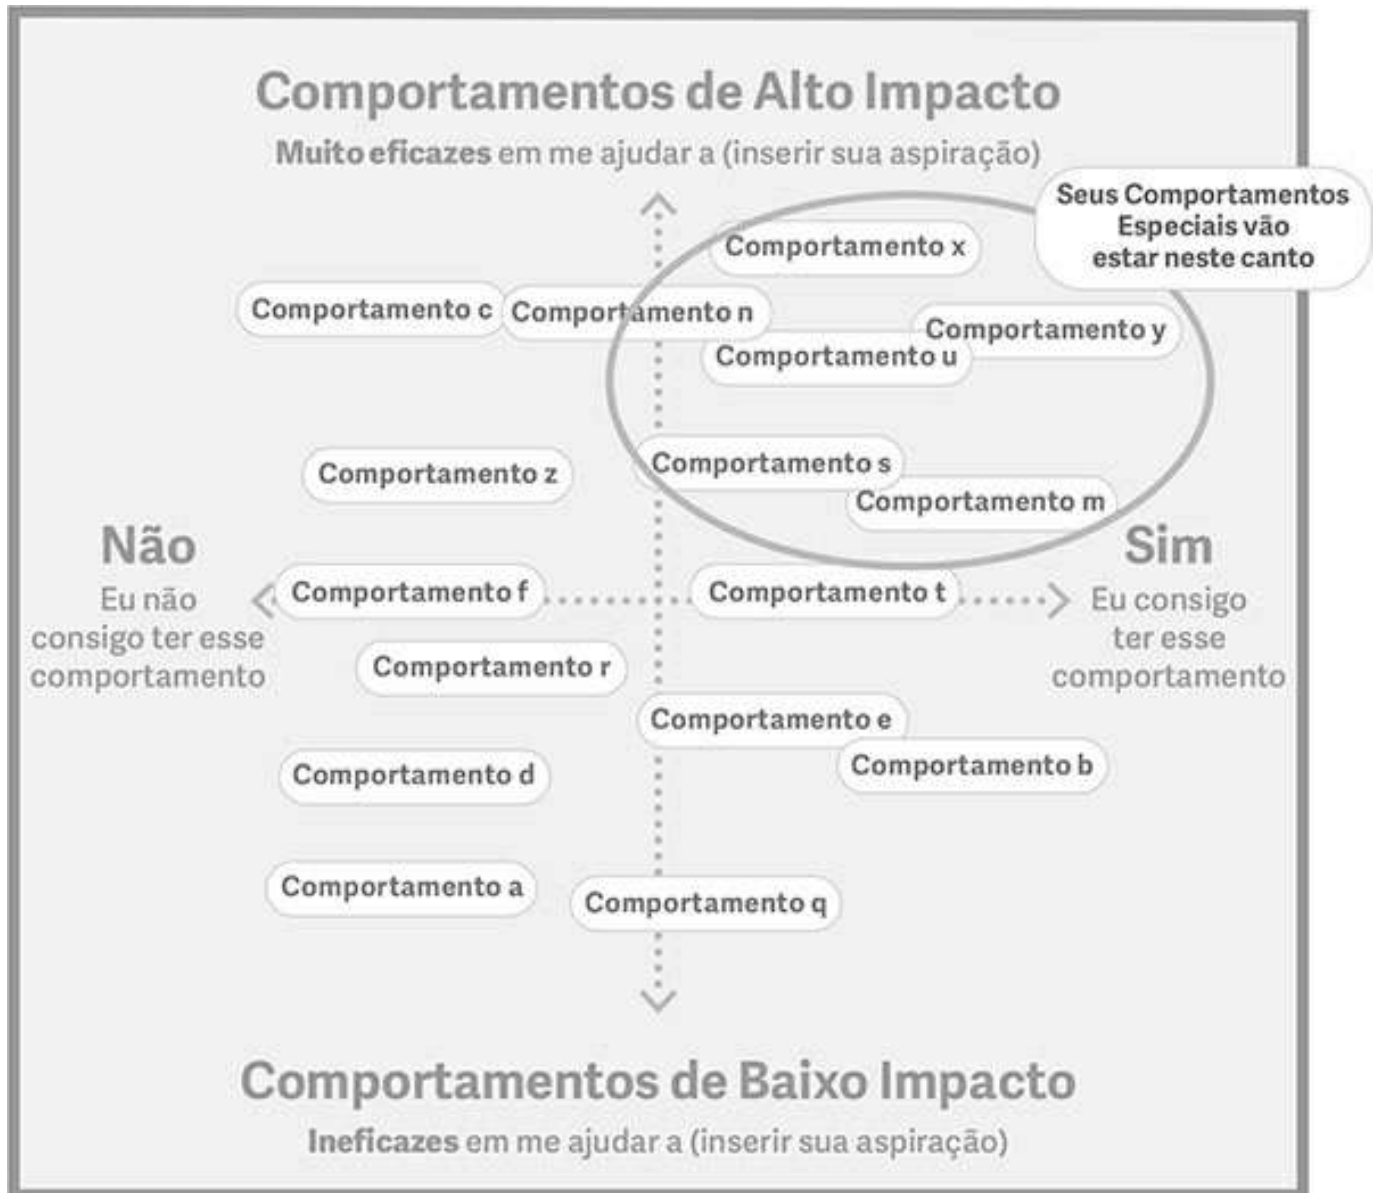 Comportamentos de Alto Impacto
Muito eficazes em me ajudar a (inserir sua aspiração)
Seus Comportamentos
Especiais vão
estar neste canto
Comportamento x
Comportamento c
Comportamento n
Comportamento y
Comportamento u
Comportamento s
Comportamento z
Comportamento m
Não
Eu não
consigo ter esse
comportamento
Sim
Eu consigo
ter esse
comportamento
Comportamento f
Comportamento t
Comportamento r
Comportamento e
Comportamento b
Comportamento d
Comportamento a
Comportamento q
Comportamentos de Baixo Impacto
Ineficazes em me ajudar a (inserir sua aspiração)